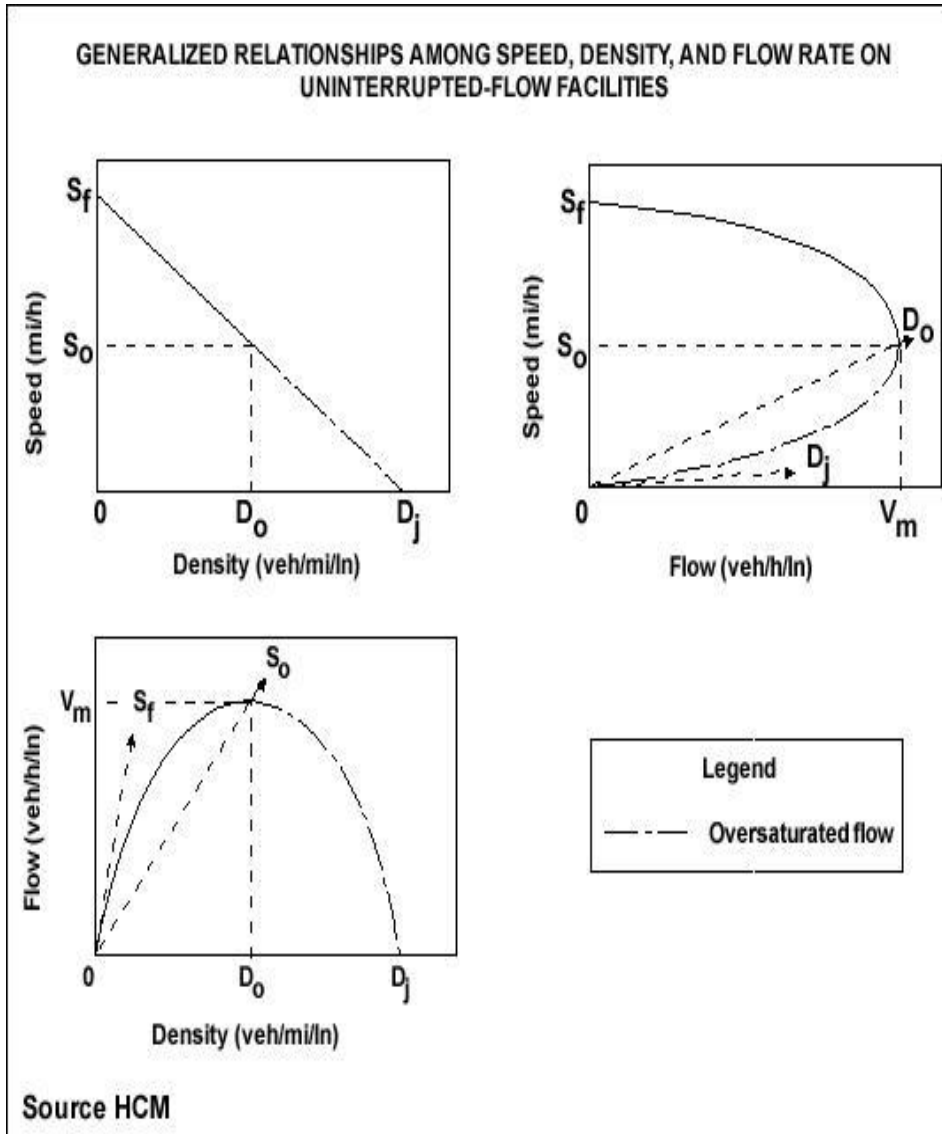 GENERALIZED RELATIONSHIPS AMONG SPEED, DENSITY, AND FLOW RATE ON
UNINTERRUPTED-FLOW FACILITIES
Speed (mi/h)
Sf
So
0
Do
Dj
Density (veh/mi/ln)
Speed (mi/h)
Sf
So
Do
Dj
0
Vm
Flow (veh/h/ln)
Flow (veh/h/ln)
Vm
Sf
So
0
Do
Dj
Density (veh/mi/ln)
Legend
Oversaturated flow
Source HCM